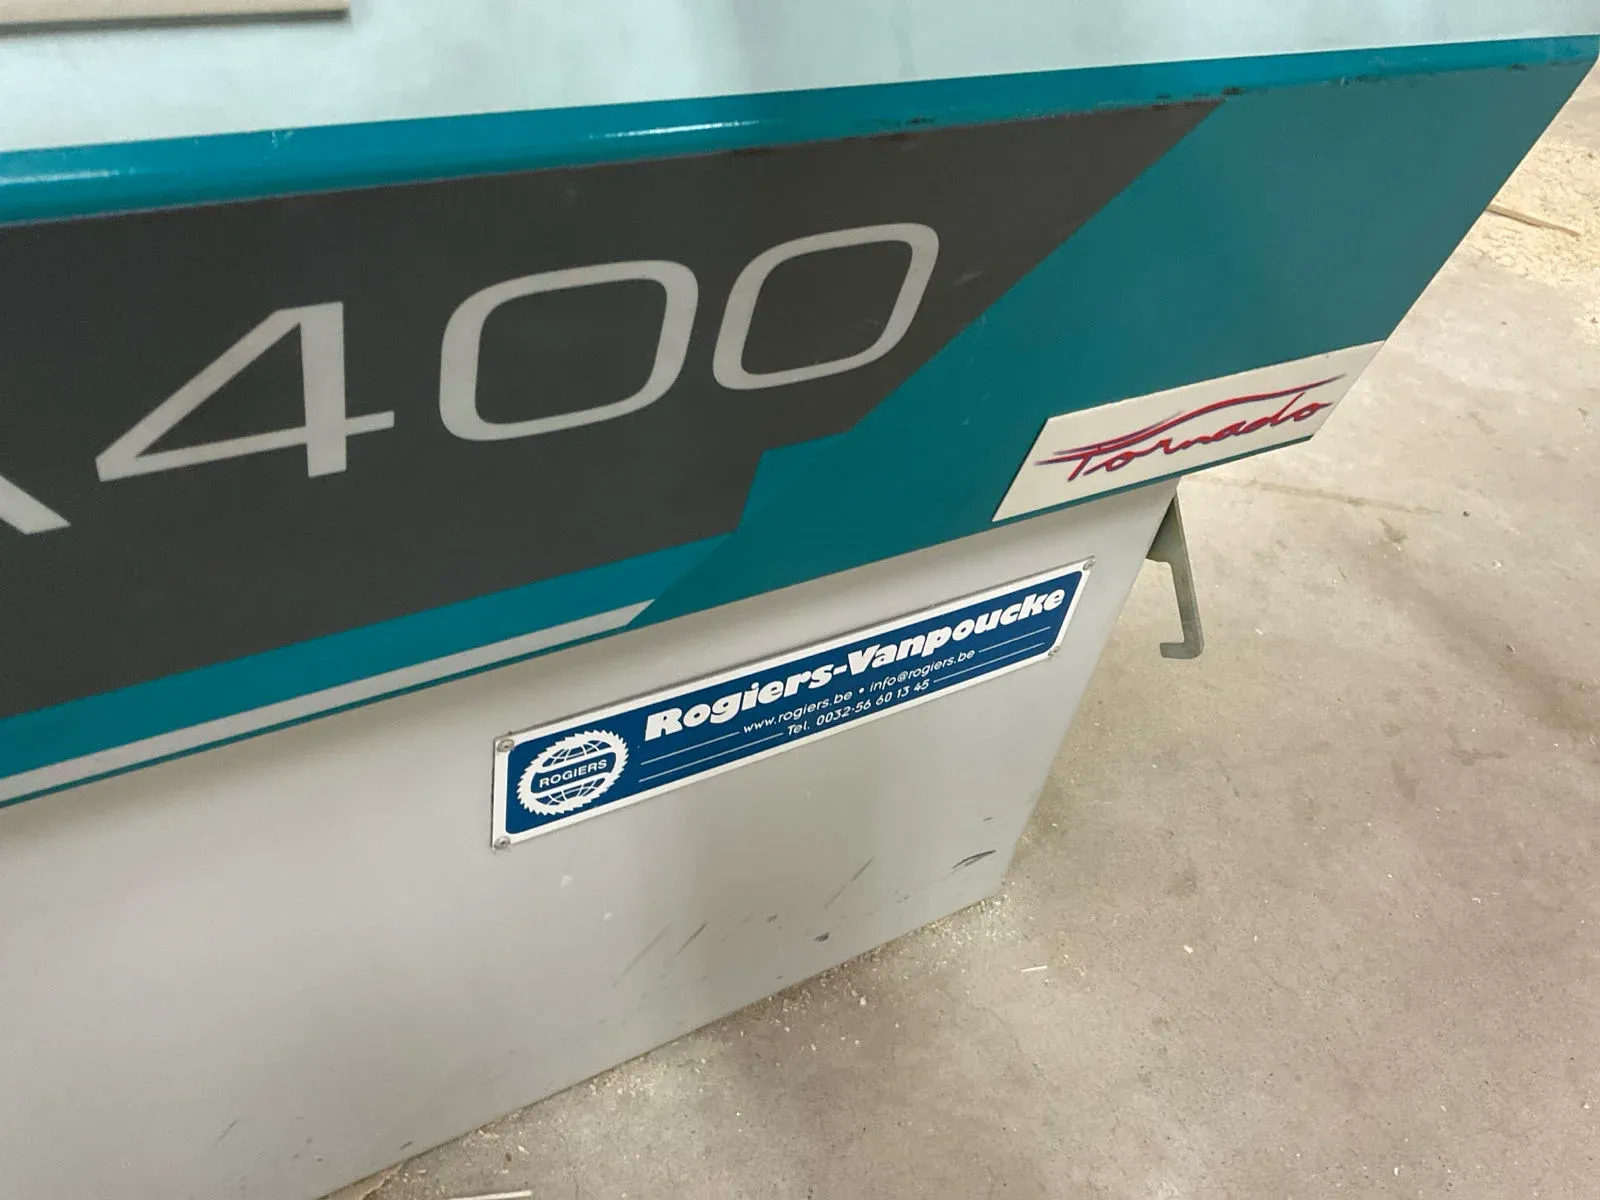 400
Tornado
Rogiers-Vanpoucke
www.rogiers.be • info@rogiers.be
Tel. 0032-56 60 13 45
ROGIERS